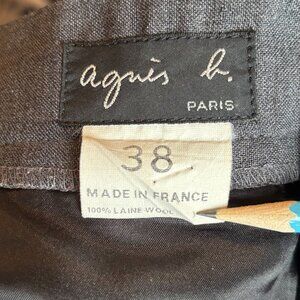 agnès b.
PARIS
38
MADE IN FRANCE
100% LAINE-WOOL